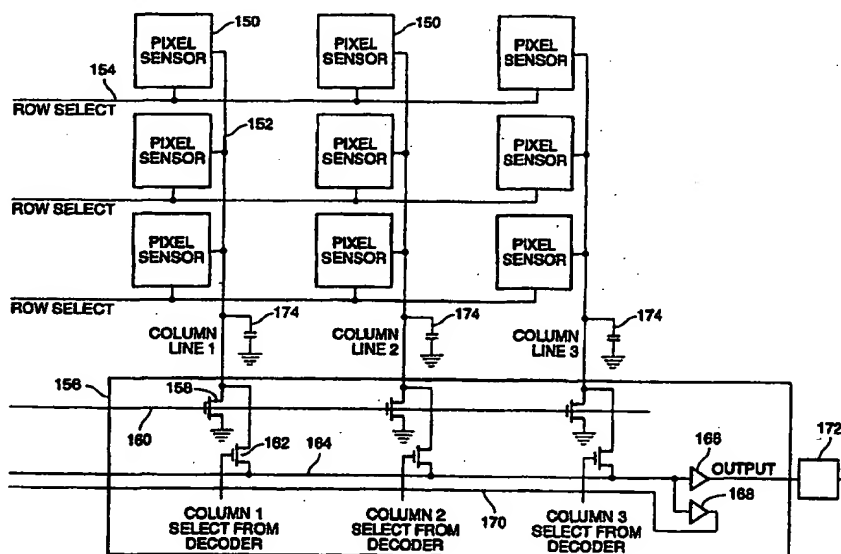 150
150
PIXEL
SENSOR
PIXEL
SENSOR
PIXEL
SENSOR
154
ROW SELECT
152
PIXEL
SENSOR
PIXEL
SENSOR
PIXEL
SENSOR
ROW SELECT
PIXEL
SENSOR
PIXEL
SENSOR
PIXEL
SENSOR
ROW SELECT
174
174
174
COLUMN
LINE 1
COLUMN
LINE 2
COLUMN
LINE 3
156
158
160
162
164
168
OUTPUT
172
168
170
COLUMN 1
SELECT FROM
DECODER
COLUMN 2
SELECT FROM
DECODER
COLUMN 3
SELECT FROM
DECODER